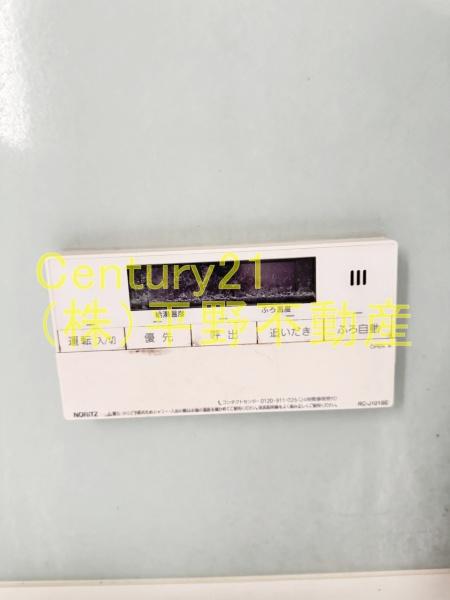 Century21
(株)平野不動産
給湯温度
ふろ温度
運転 入/切
優先
呼出
追いだき
ふろ自動
OPEN
コンタクトセンター 0120-911-026
NORITZ